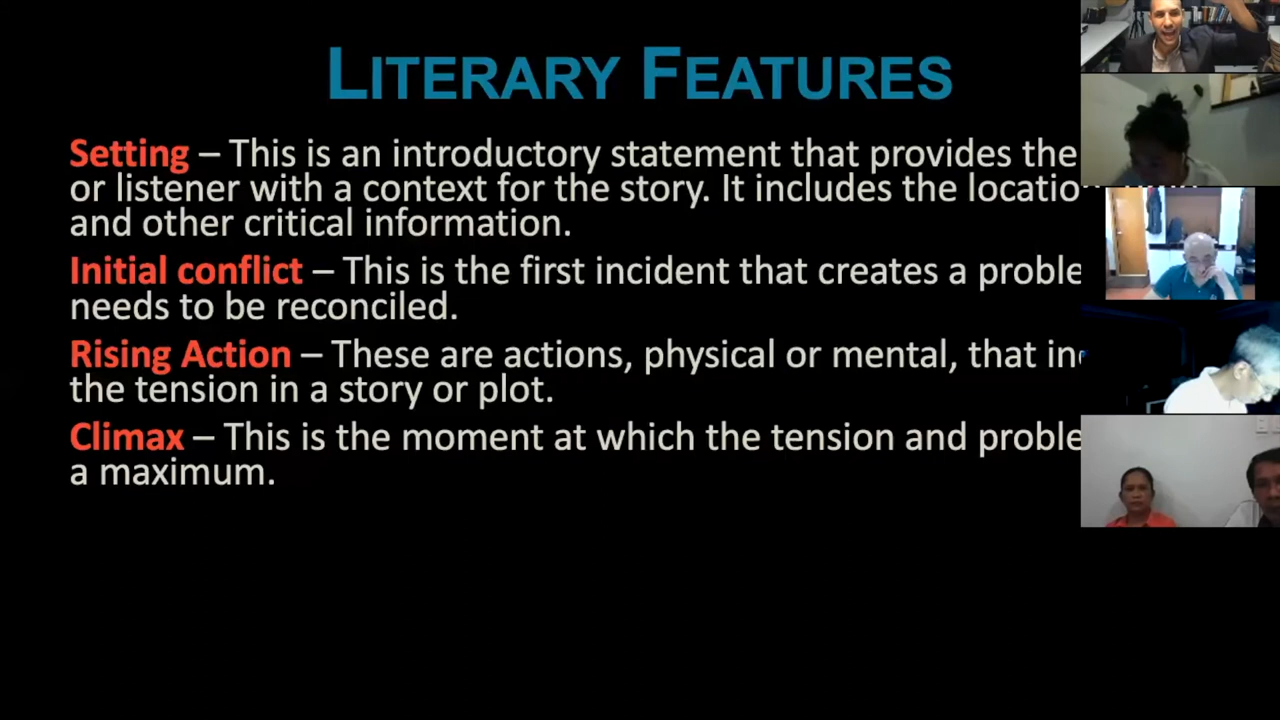 LITERARY FEATURES
Setting – This is an introductory statement that provides the
or listener with a context for the story. It includes the locatio
and other critical information.
Initial conflict – This is the first incident that creates a proble
needs to be reconciled.
Rising Action – These are actions, physical or mental, that inc
the tension in a story or plot.
Climax – This is the moment at which the tension and proble
a maximum.